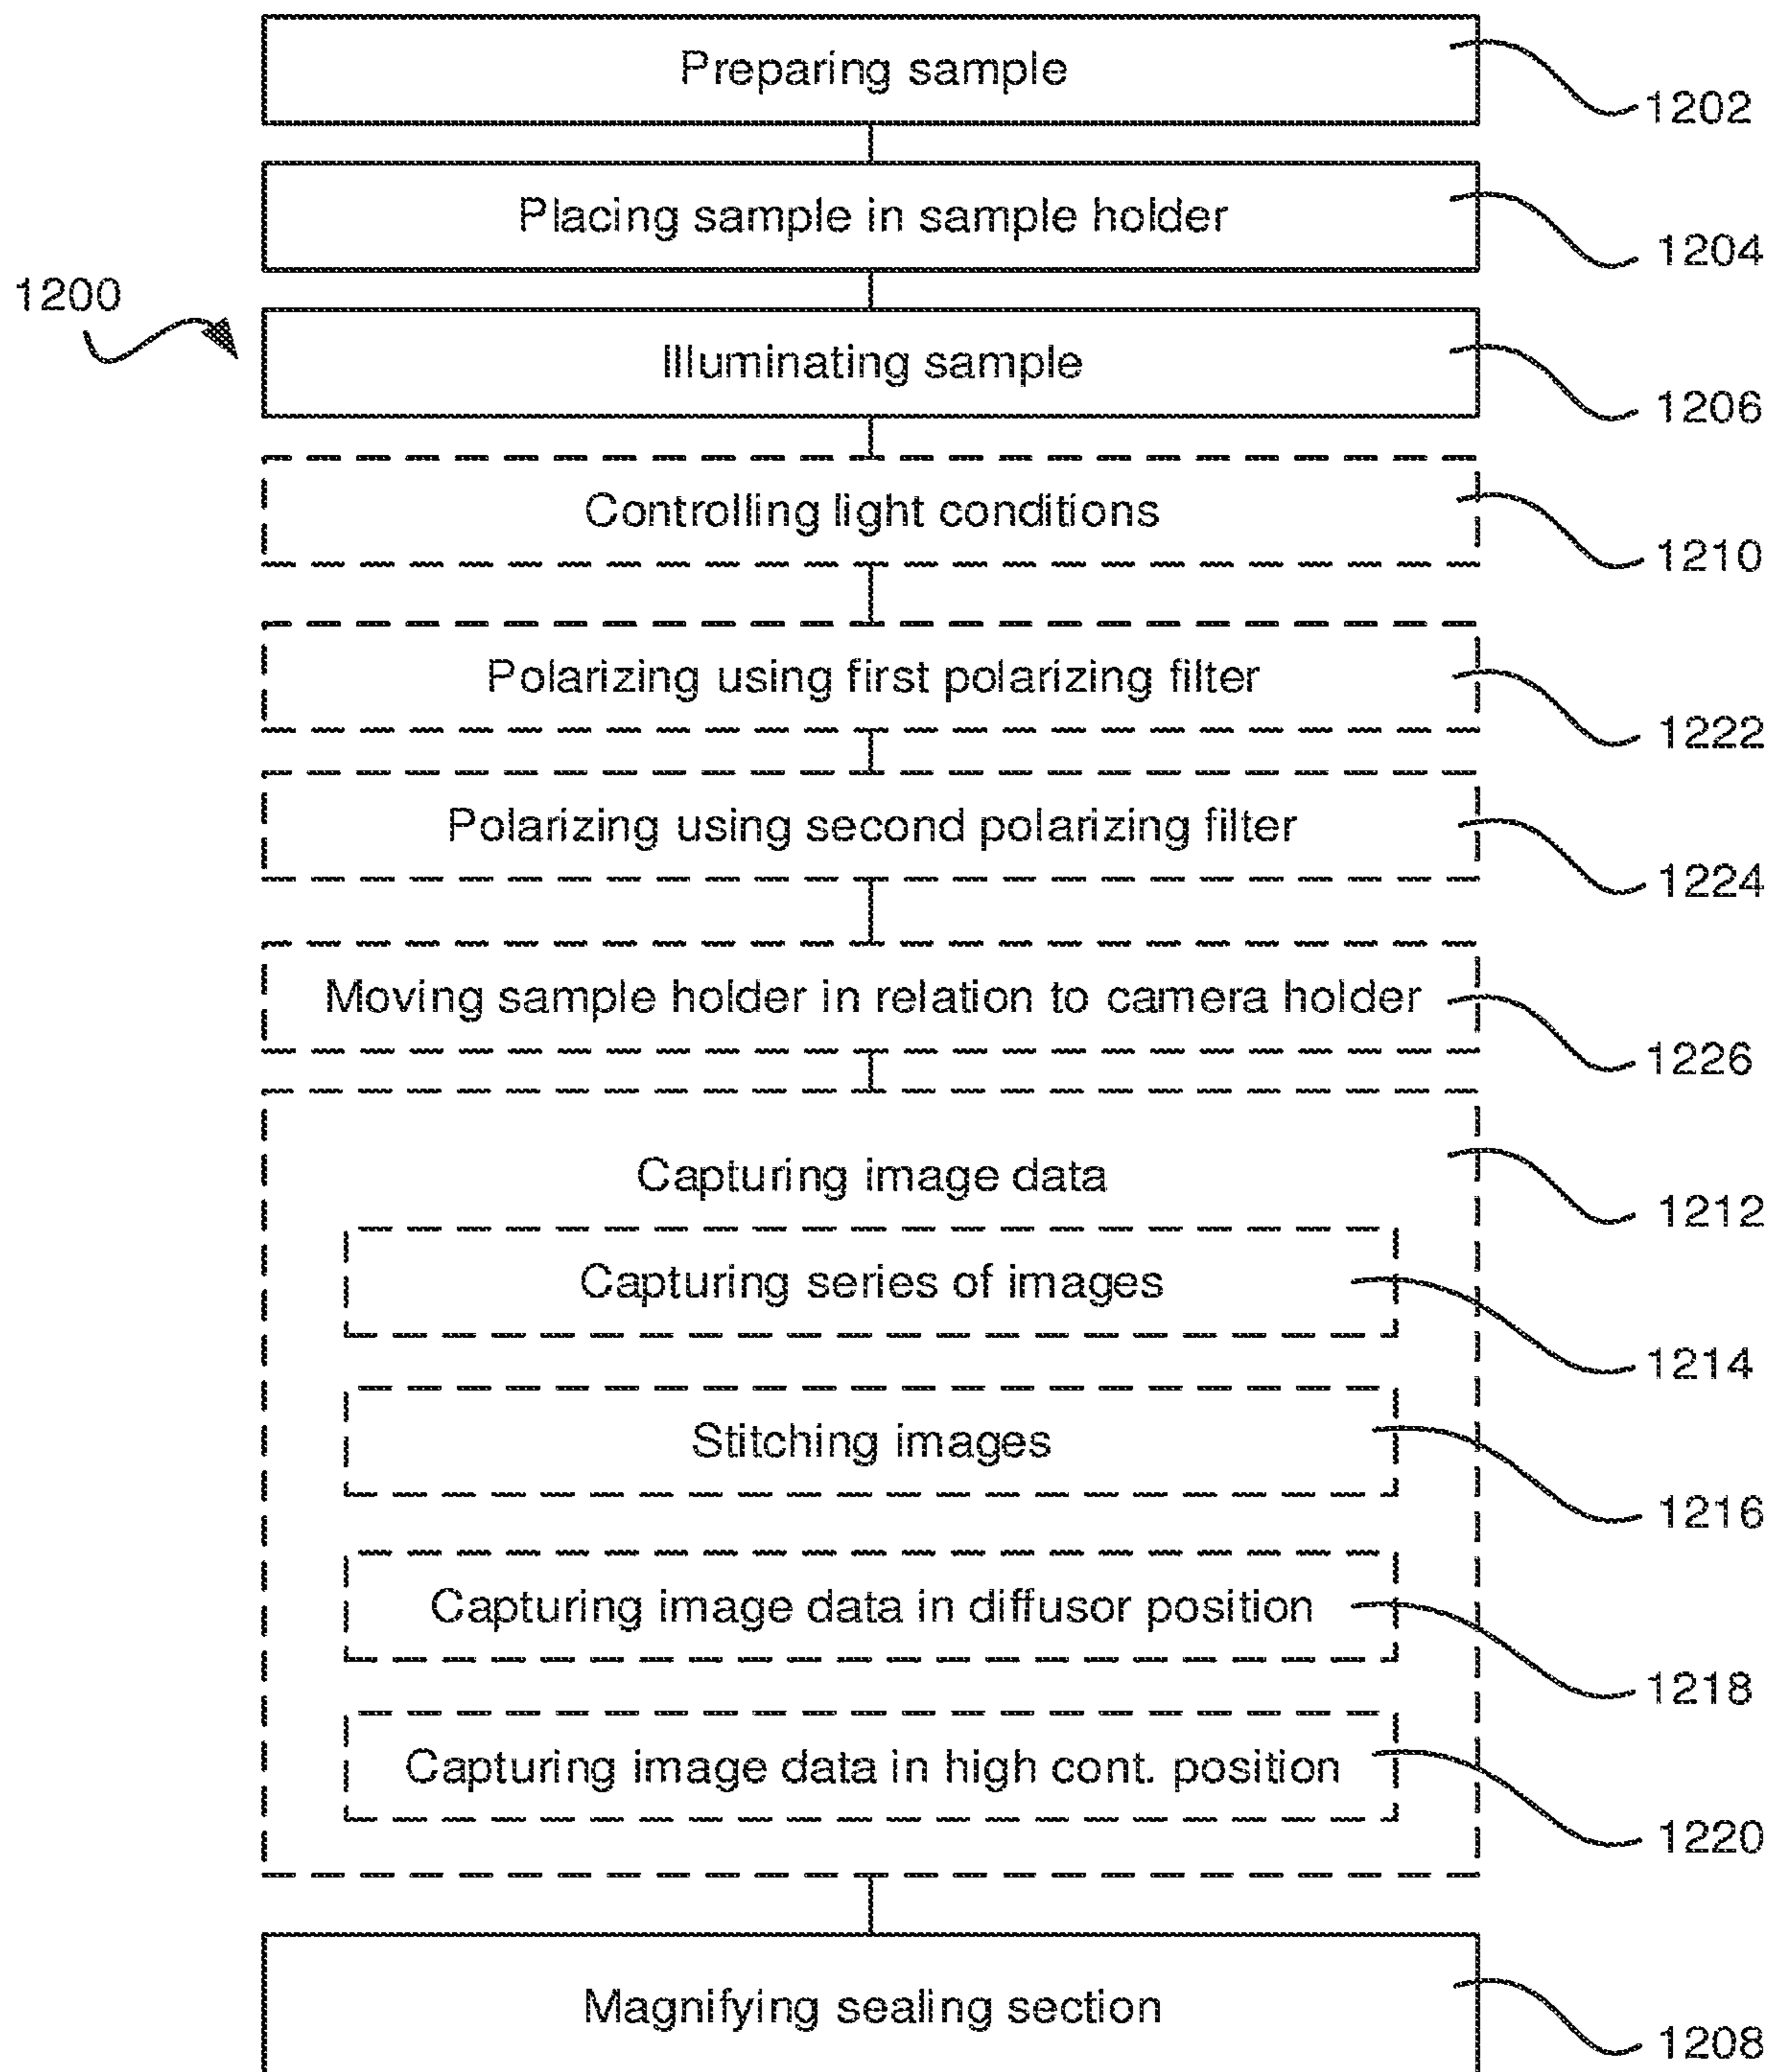 Preparing sample
1202
Placing sample in sample holder
1204
1200
Illuminating sample
1206
Controlling light conditions
1210
Polarizing using first polarizing filter
1222
Polarizing using second polarizing filter
1224
Moving sample holder in relation to camera holder
1226
Capturing image data
1212
Capturing series of images
1214
Stitching images
1216
Capturing image data in diffusor position
1218
Capturing image data in high cont. position
1220
Magnifying sealing section
1208